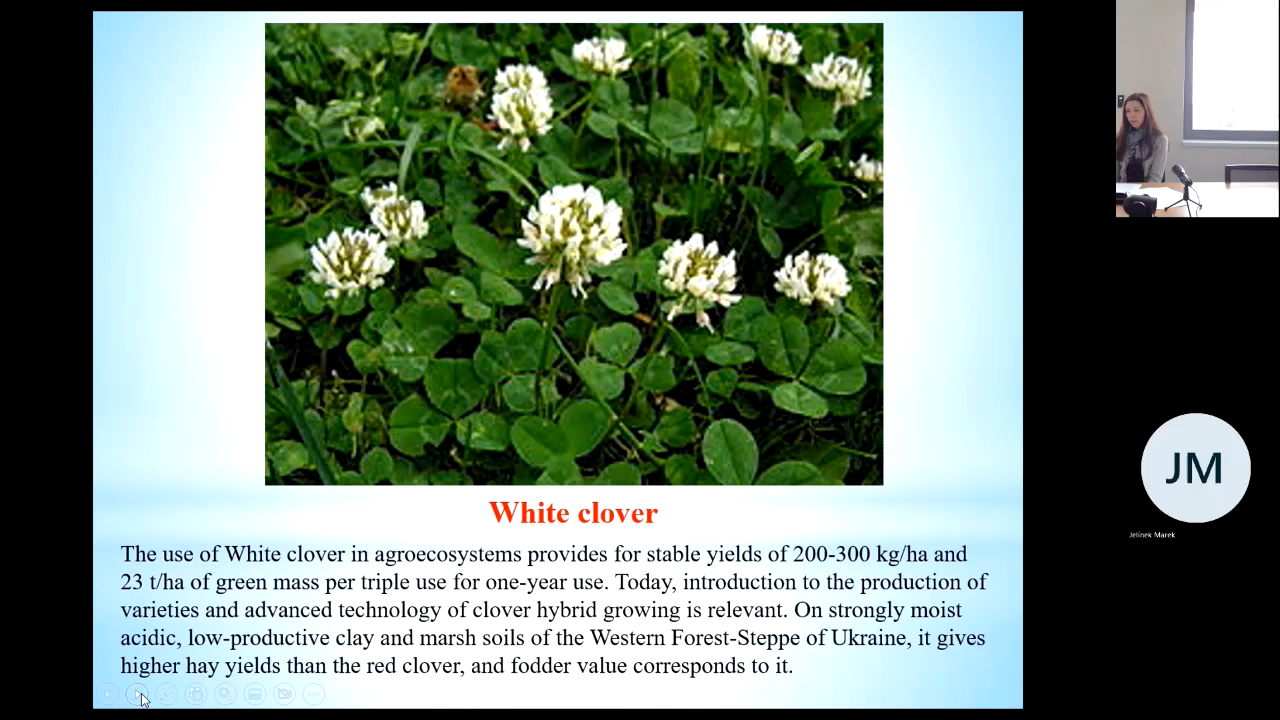 White clover
The use of White clover in agroecosystems provides for stable yields of 200-300 kg/ha and
23 t/ha of green mass per triple use for one-year use. Today, introduction to the production of
varieties and advanced technology of clover hybrid growing is relevant. On strongly moist
acidic, low-productive clay and marsh soils of the Western Forest-Steppe of Ukraine, it gives
higher hay yields than the red clover, and fodder value corresponds to it.
JM
Jelínek Marek